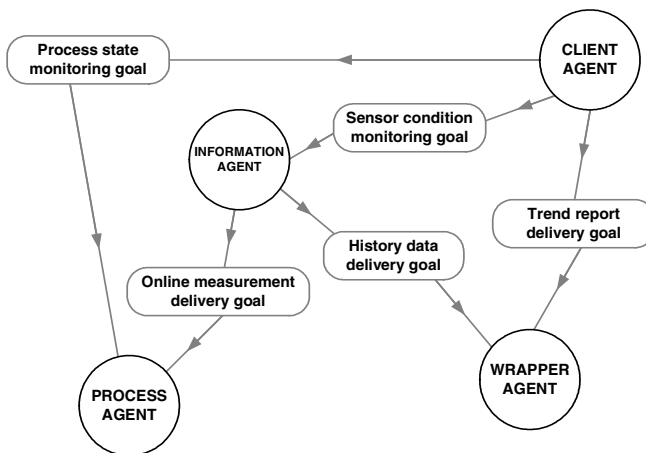 Process state
monitoring goal
CLIENT
AGENT
Sensor condition
monitoring goal
INFORMATION
AGENT
Trend report
delivery goal
History data
delivery goal
Online measurement
delivery goal
WRAPPER
AGENT
PROCESS
AGENT